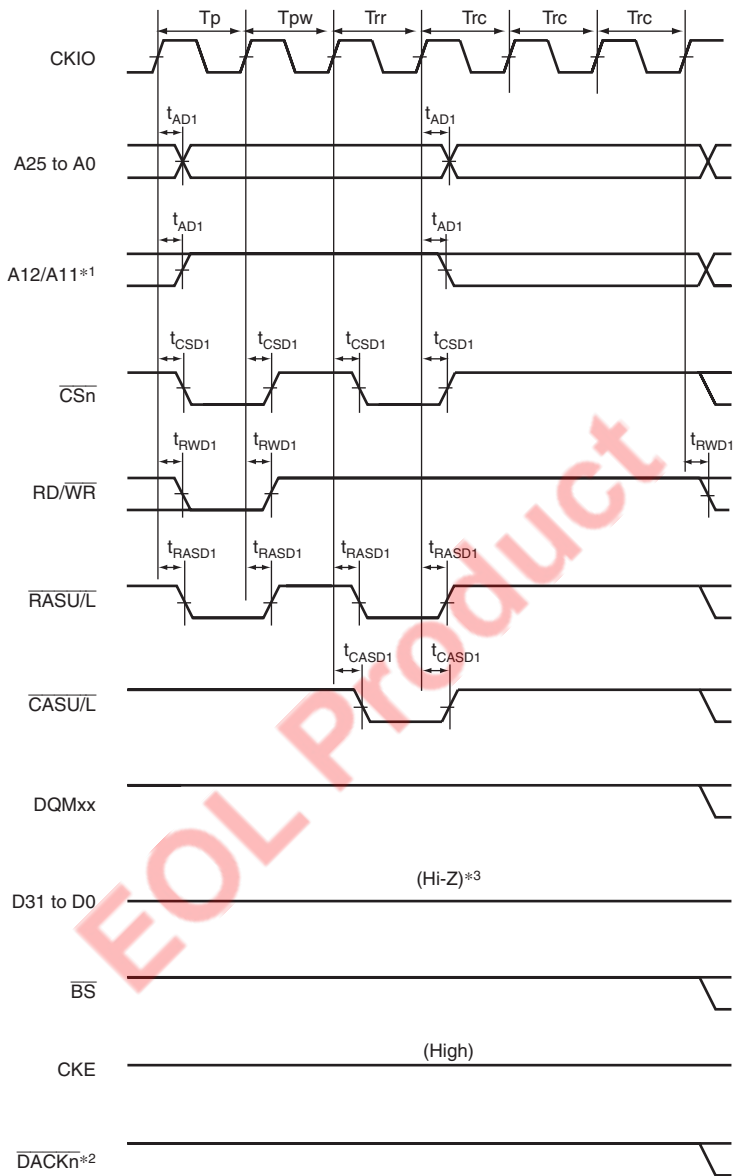 Tp Tpw Trr Trc Trc Trc
CKIO
tAD1 tAD1
A25 to A0
tAD1 tAD1
A12/A11*1
tCSD1 tCSD1 tCSD1 tCSD1
CSn
tRWD1 tRWD1 tRWD1
RD/WR
tRASD1 tRASD1 tRASD1 tRASD1
RASU/L
tCASD1 tCASD1
CASU/L
DQMxx
(Hi-Z)*3
D31 to D0
BS
(High)
CKE
DACKn*2
EOL Product